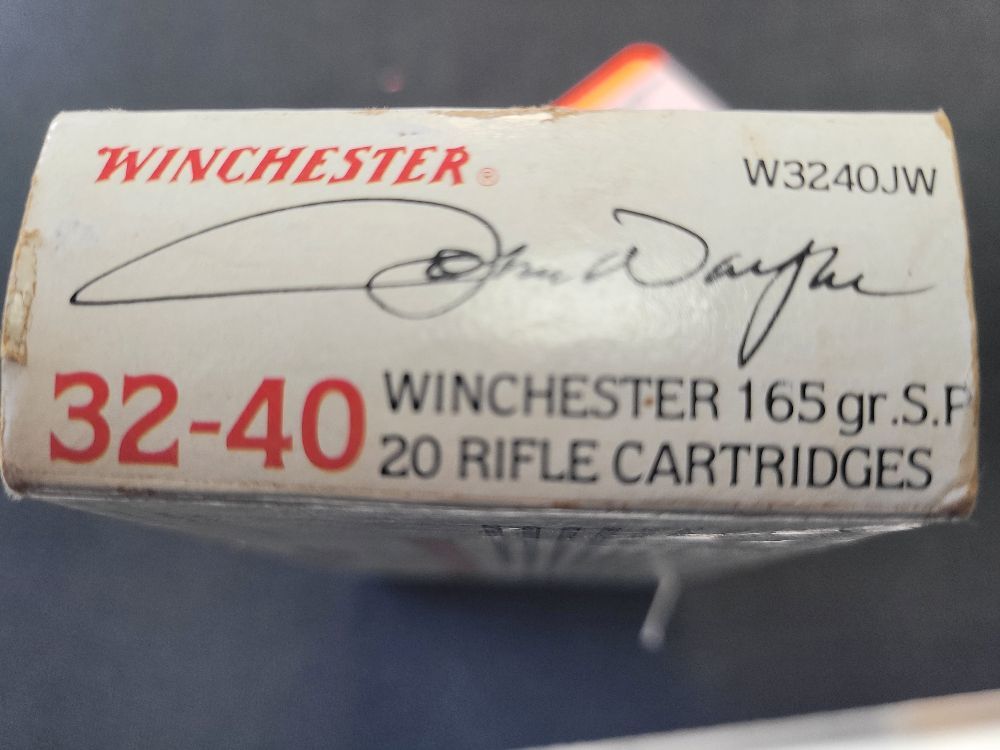 WINCHESTER®
W3240JW
John Wayne
32-40
WINCHESTER 165 gr. S.P
20 RIFLE CARTRIDGES